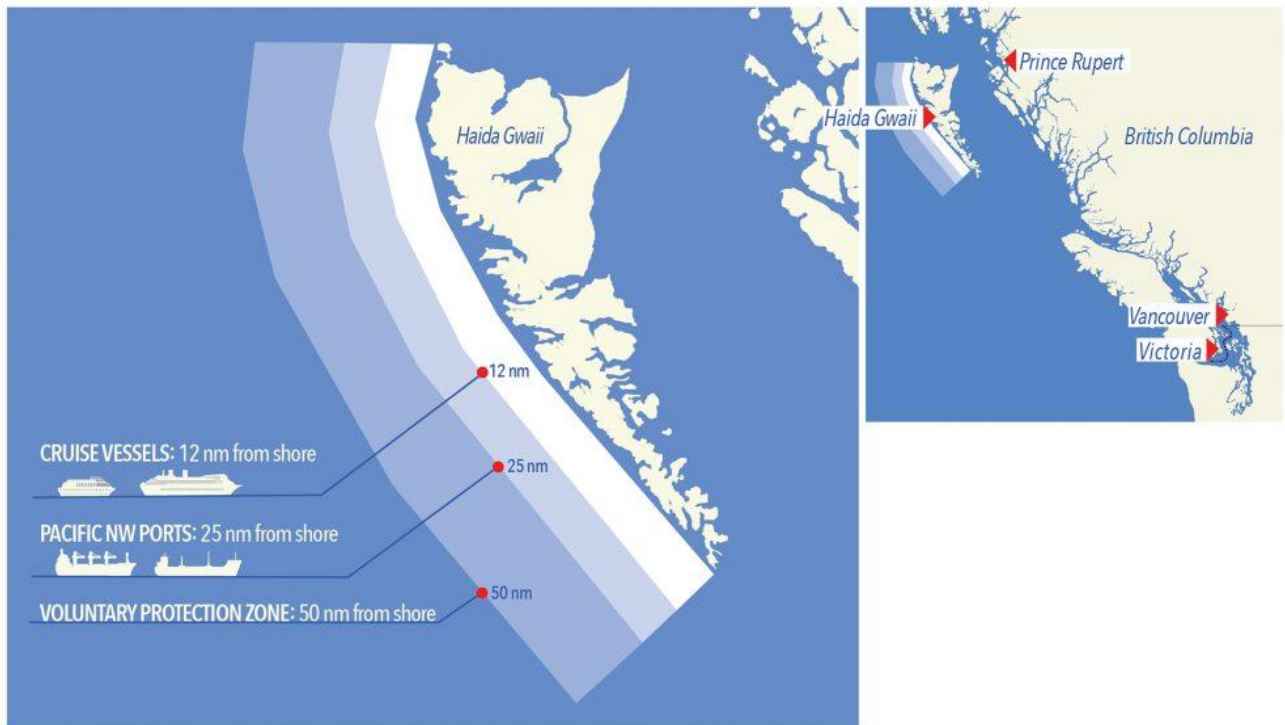 Haida Gwaii
12 nm
CRUISE VESSELS: 12 nm from shore
25 nm
PACIFIC NW PORTS: 25 nm from shore
50 nm
VOLUNTARY PROTECTION ZONE: 50 nm from shore
Prince Rupert
Haida Gwaii
British Columbia
Vancouver
Victoria